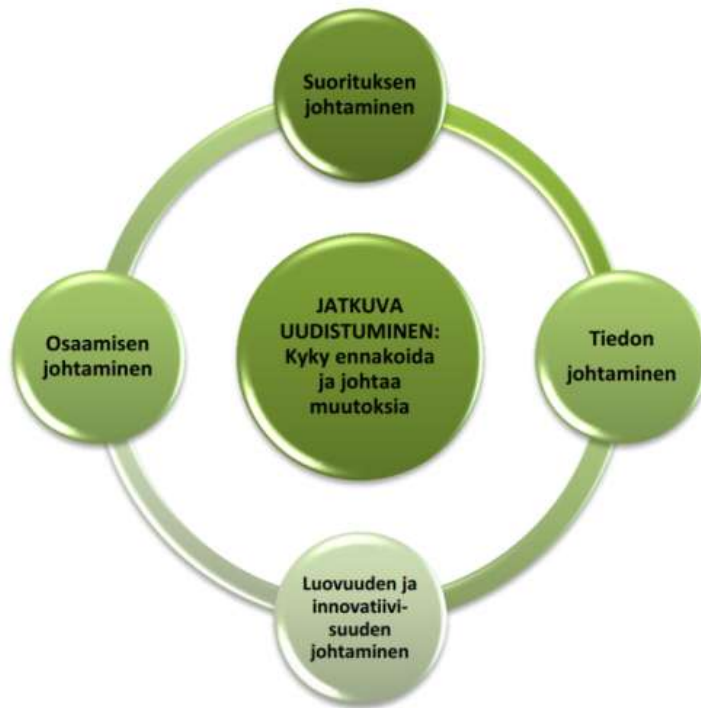 Suorituksen
johtaminen
JATKUVA
UUDISTUMINEN:
Kyky ennakoida
ja johtaa
muutoksia
Osaamisen
johtaminen
Tiedon
johtaminen
Luovuuden ja
innovatiivi-
suuden
johtaminen